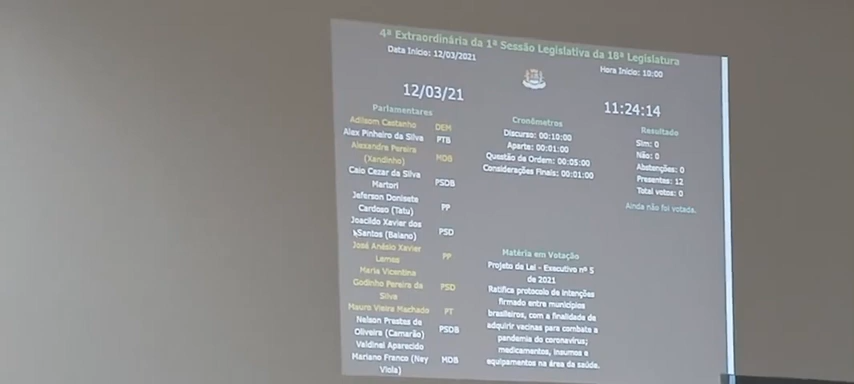 4ª Extraordinária da 1ª Sessão Legislativa da 18ª Legislatura
Data Início: 12/03/2021
Hora Início: 10:00
12/03/21
11:24:14
Parlamentares
Adilson Castanho DEM
Alex Pinheiro da Silva PTB
Alexandre Pereira
(Xandinho) MDB
Caio Cezar da Silva
Martori PSDB
Jeferson Donisete
Cardoso (Tatu) PP
Joacildo Xavier dos
Santos (Baiano) PSD
José Anésio Xavier
Lemes PP
Maria Vicentina
Godinho Pereira da
Silva PSD
Mauro Vieira Machado PT
Nelson Prestes de
Oliveira (Camarão) PSDB
Valdinei Aparecido
Mariano Franco (Ney
Viola) MDB
Cronômetros
Discurso: 00:10:00
Aparte: 00:01:00
Questão de Ordem: 00:05:00
Considerações Finais: 00:01:00
Resultado
Sim: 0
Não: 0
Abstenções: 0
Presentes: 12
Total votos: 0
Ainda não foi votada.
Matéria em Votação
Projeto de Lei - Executivo nº 5
de 2021
Ratifica protocolo de intenções
firmado entre municípios
brasileiros, com a finalidade de
adquirir vacinas para combate a
pandemia do coronavírus;
medicamentos, insumos e
equipamentos na área da saúde.